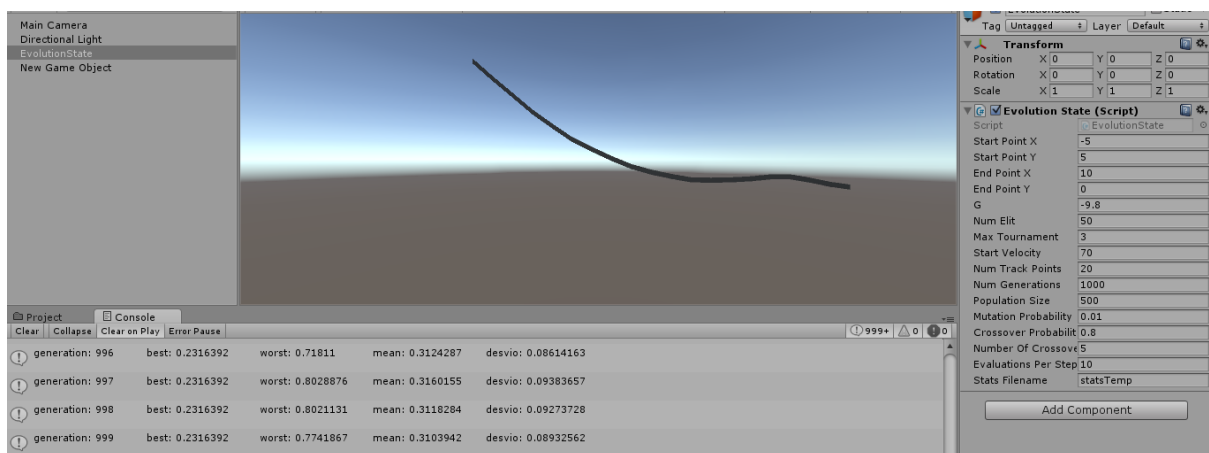 Main Camera
Directional Light
EvolutionState
New Game Object
Tag Untagged Layer Default
Transform
Position X 0 Y 0 Z 0
Rotation X 0 Y 0 Z 0
Scale X 1 Y 1 Z 1
Evolution State (Script)
Script EvolutionState
Start Point X -5
Start Point Y 5
End Point X 10
End Point Y 0
G -9.8
Num Elit 50
Max Tournament 3
Start Velocity 70
Num Track Points 20
Num Generations 1000
Population Size 500
Mutation Probability 0.01
Crossover Probabilit 0.8
Number Of Crossove 5
Evaluations Per Step 10
Stats Filename statsTemp
Add Component
Project Console
Clear Collapse Clear on Play Error Pause 999+ 0 0
generation: 996 best: 0.2316392 worst: 0.71811 mean: 0.3124287 desvio: 0.08614163
generation: 997 best: 0.2316392 worst: 0.8028876 mean: 0.3160155 desvio: 0.09383657
generation: 998 best: 0.2316392 worst: 0.8021131 mean: 0.3118284 desvio: 0.09273728
generation: 999 best: 0.2316392 worst: 0.7741867 mean: 0.3103942 desvio: 0.08932562